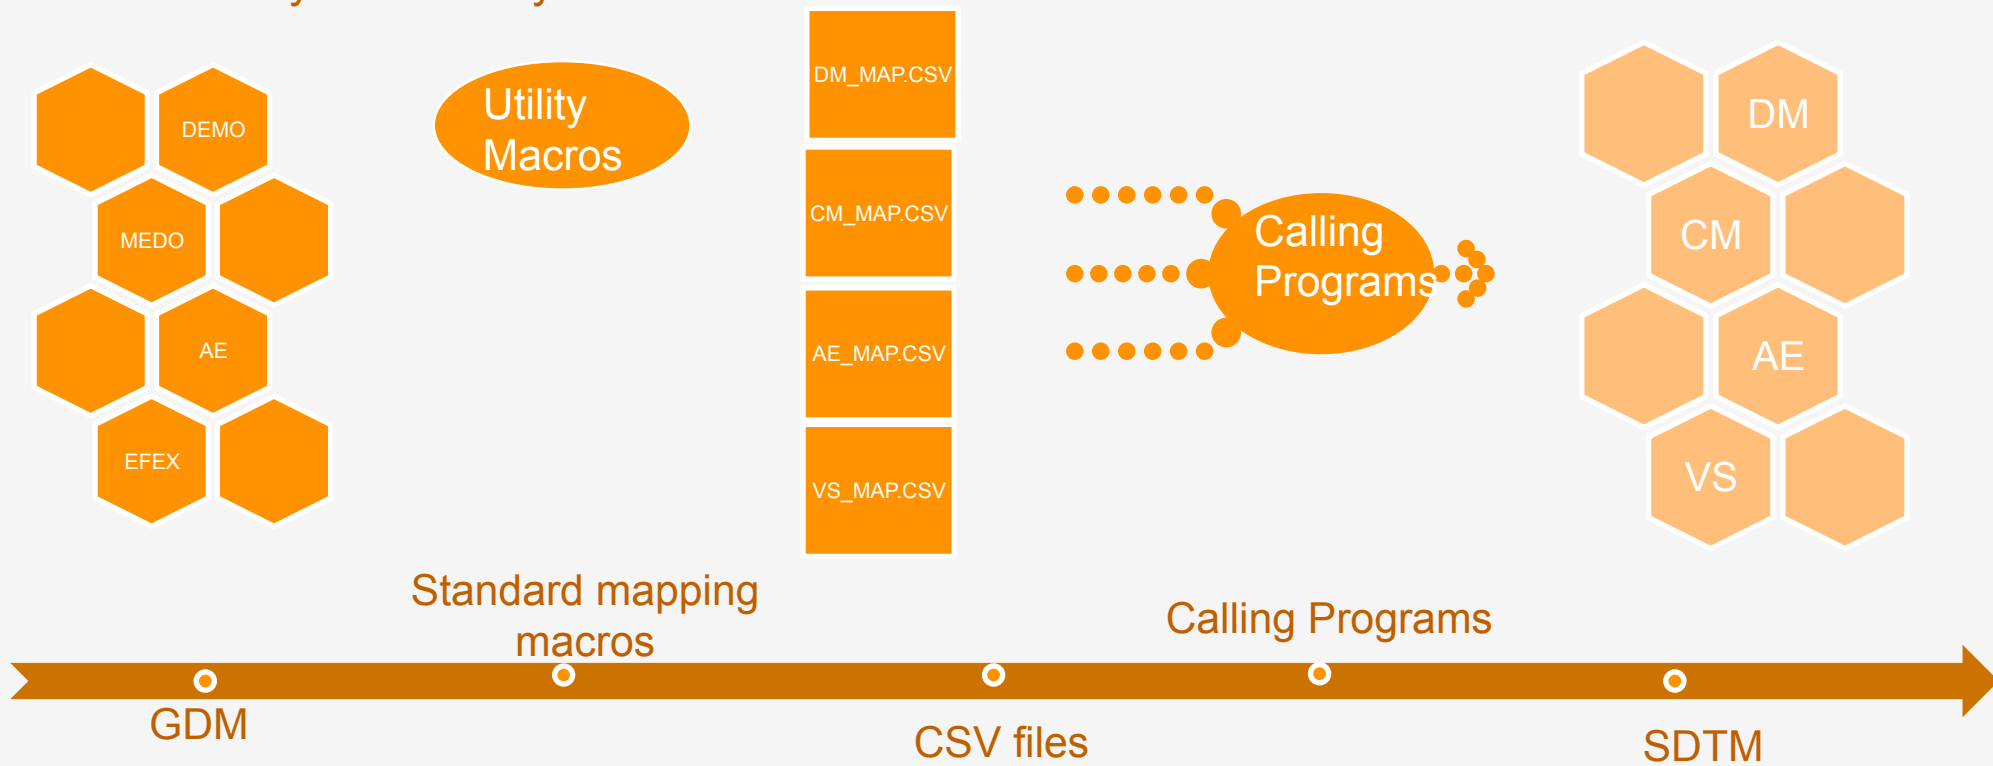 DEMO
MEDO
AE
EFEX
Utility
Macros
DM_MAP.CSV
CM_MAP.CSV
AE_MAP.CSV
VS_MAP.CSV
Calling
Programs
DM
CM
AE
VS
Standard mapping
macros
Calling Programs
GDM
CSV files
SDTM